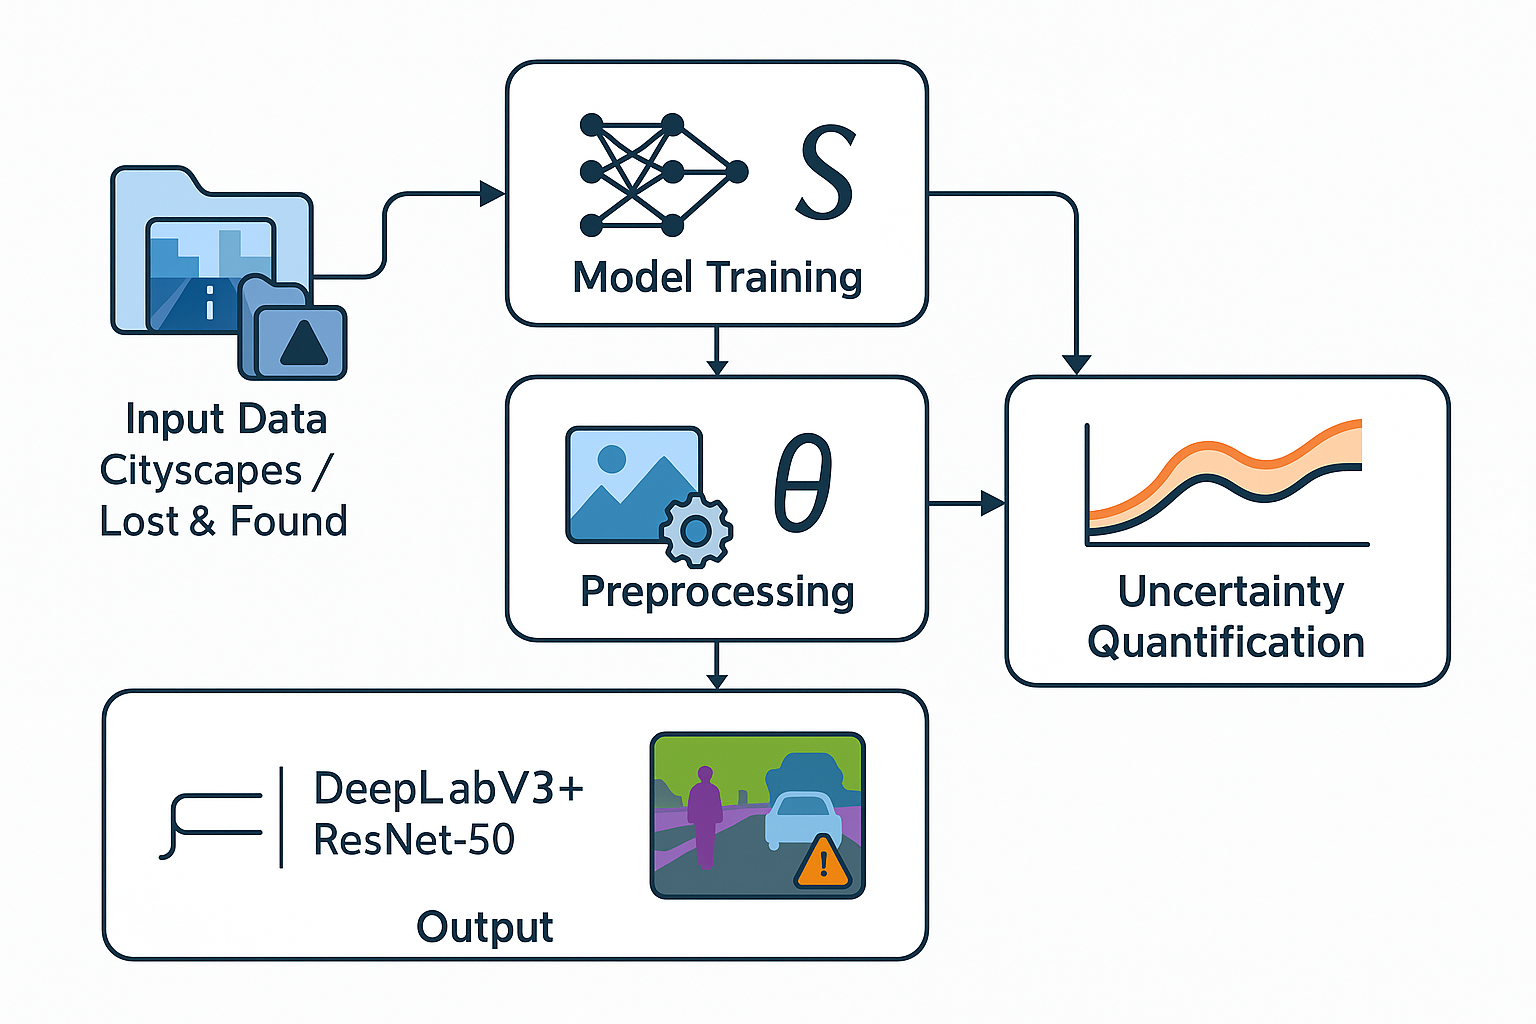 S
Model Training
Input Data
Cityscapes /
Lost & Found
θ
Preprocessing
Uncertainty
Quantification
DeepLabV3+
ResNet-50
!
Output